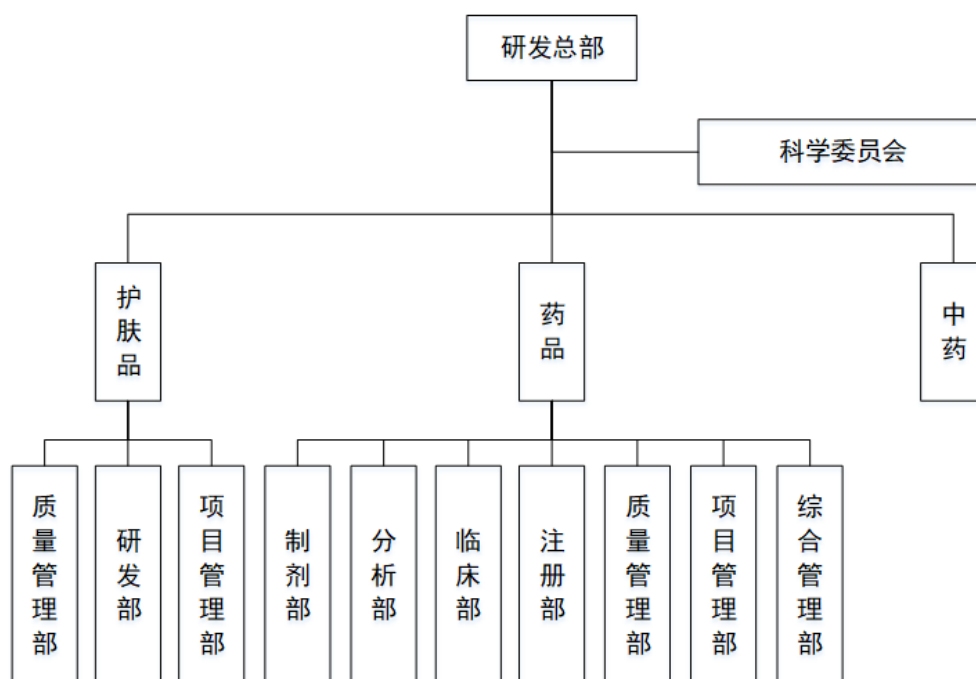 研发总部
科学委员会
护肤品
药品
中药
质量管理部
研发部
项目管理部
制剂部
分析部
临床部
注册部
质量管理部
项目管理部
综合管理部